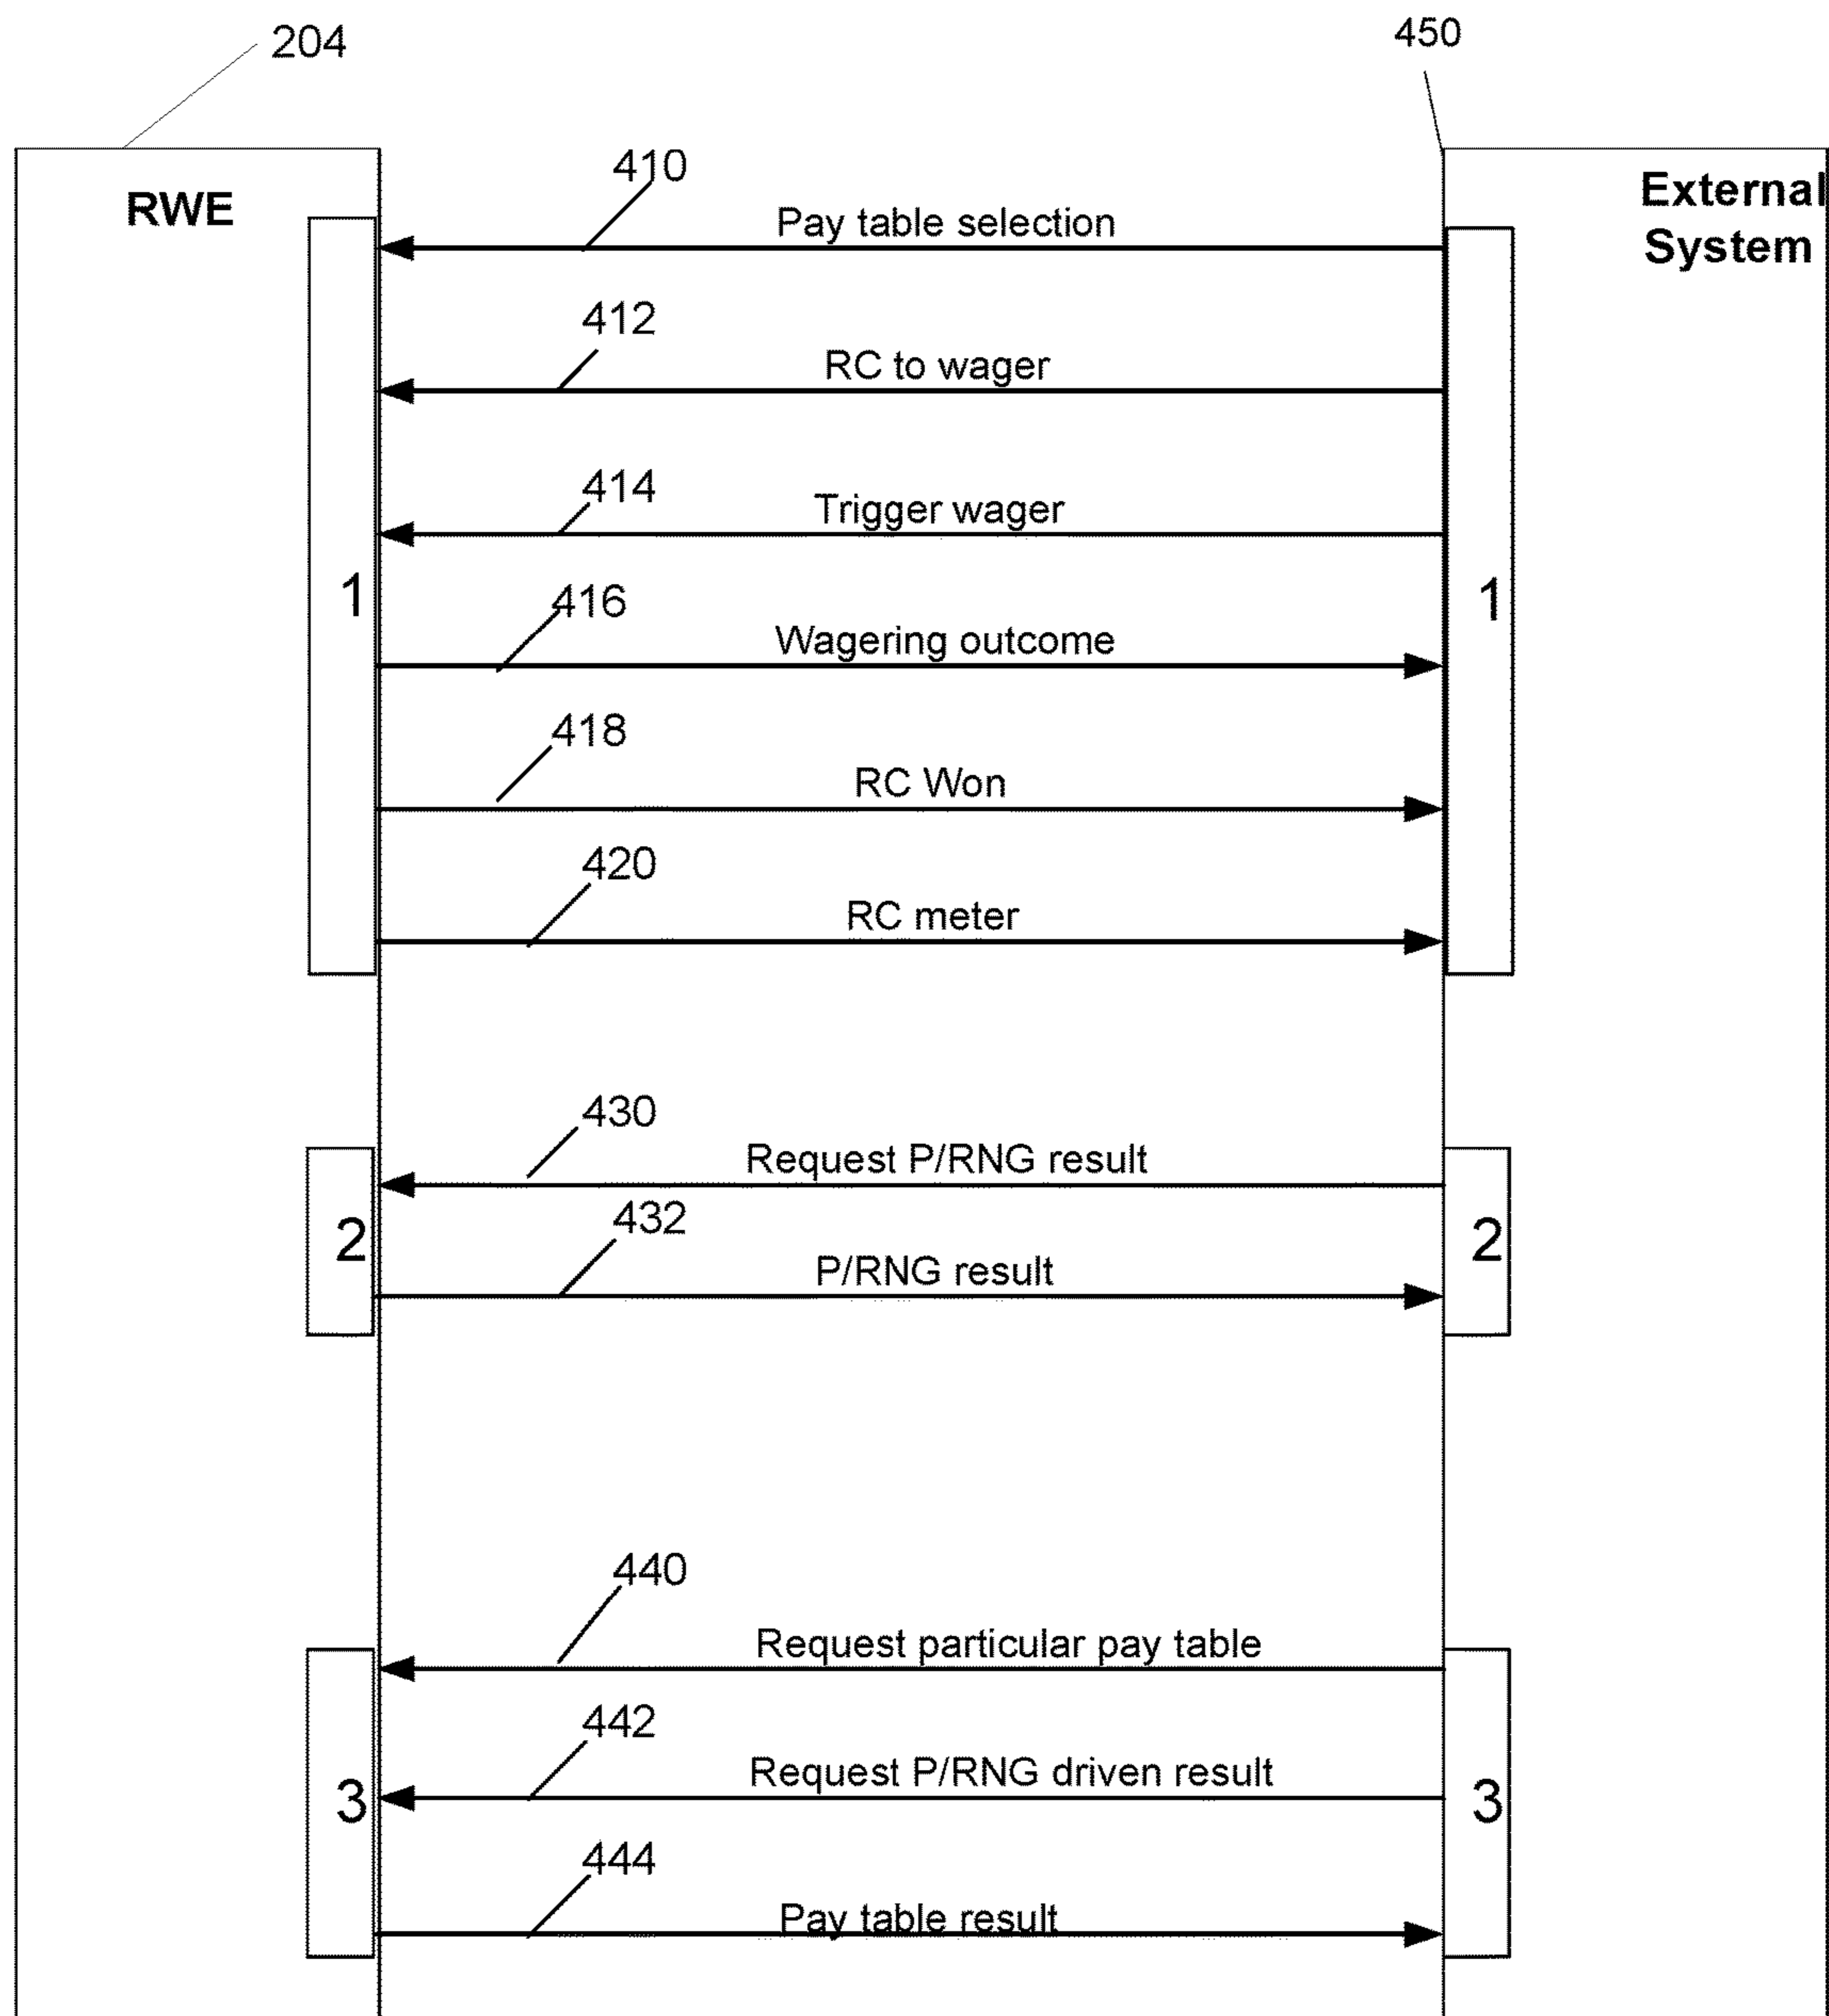 204
450
RWE
External
System
410
Pay table selection
412
RC to wager
414
Trigger wager
1
1
416
Wagering outcome
418
RC Won
420
RC meter
430
Request P/RNG result
2
2
432
P/RNG result
440
Request particular pay table
442
Request P/RNG driven result
3
3
444
Pay table result